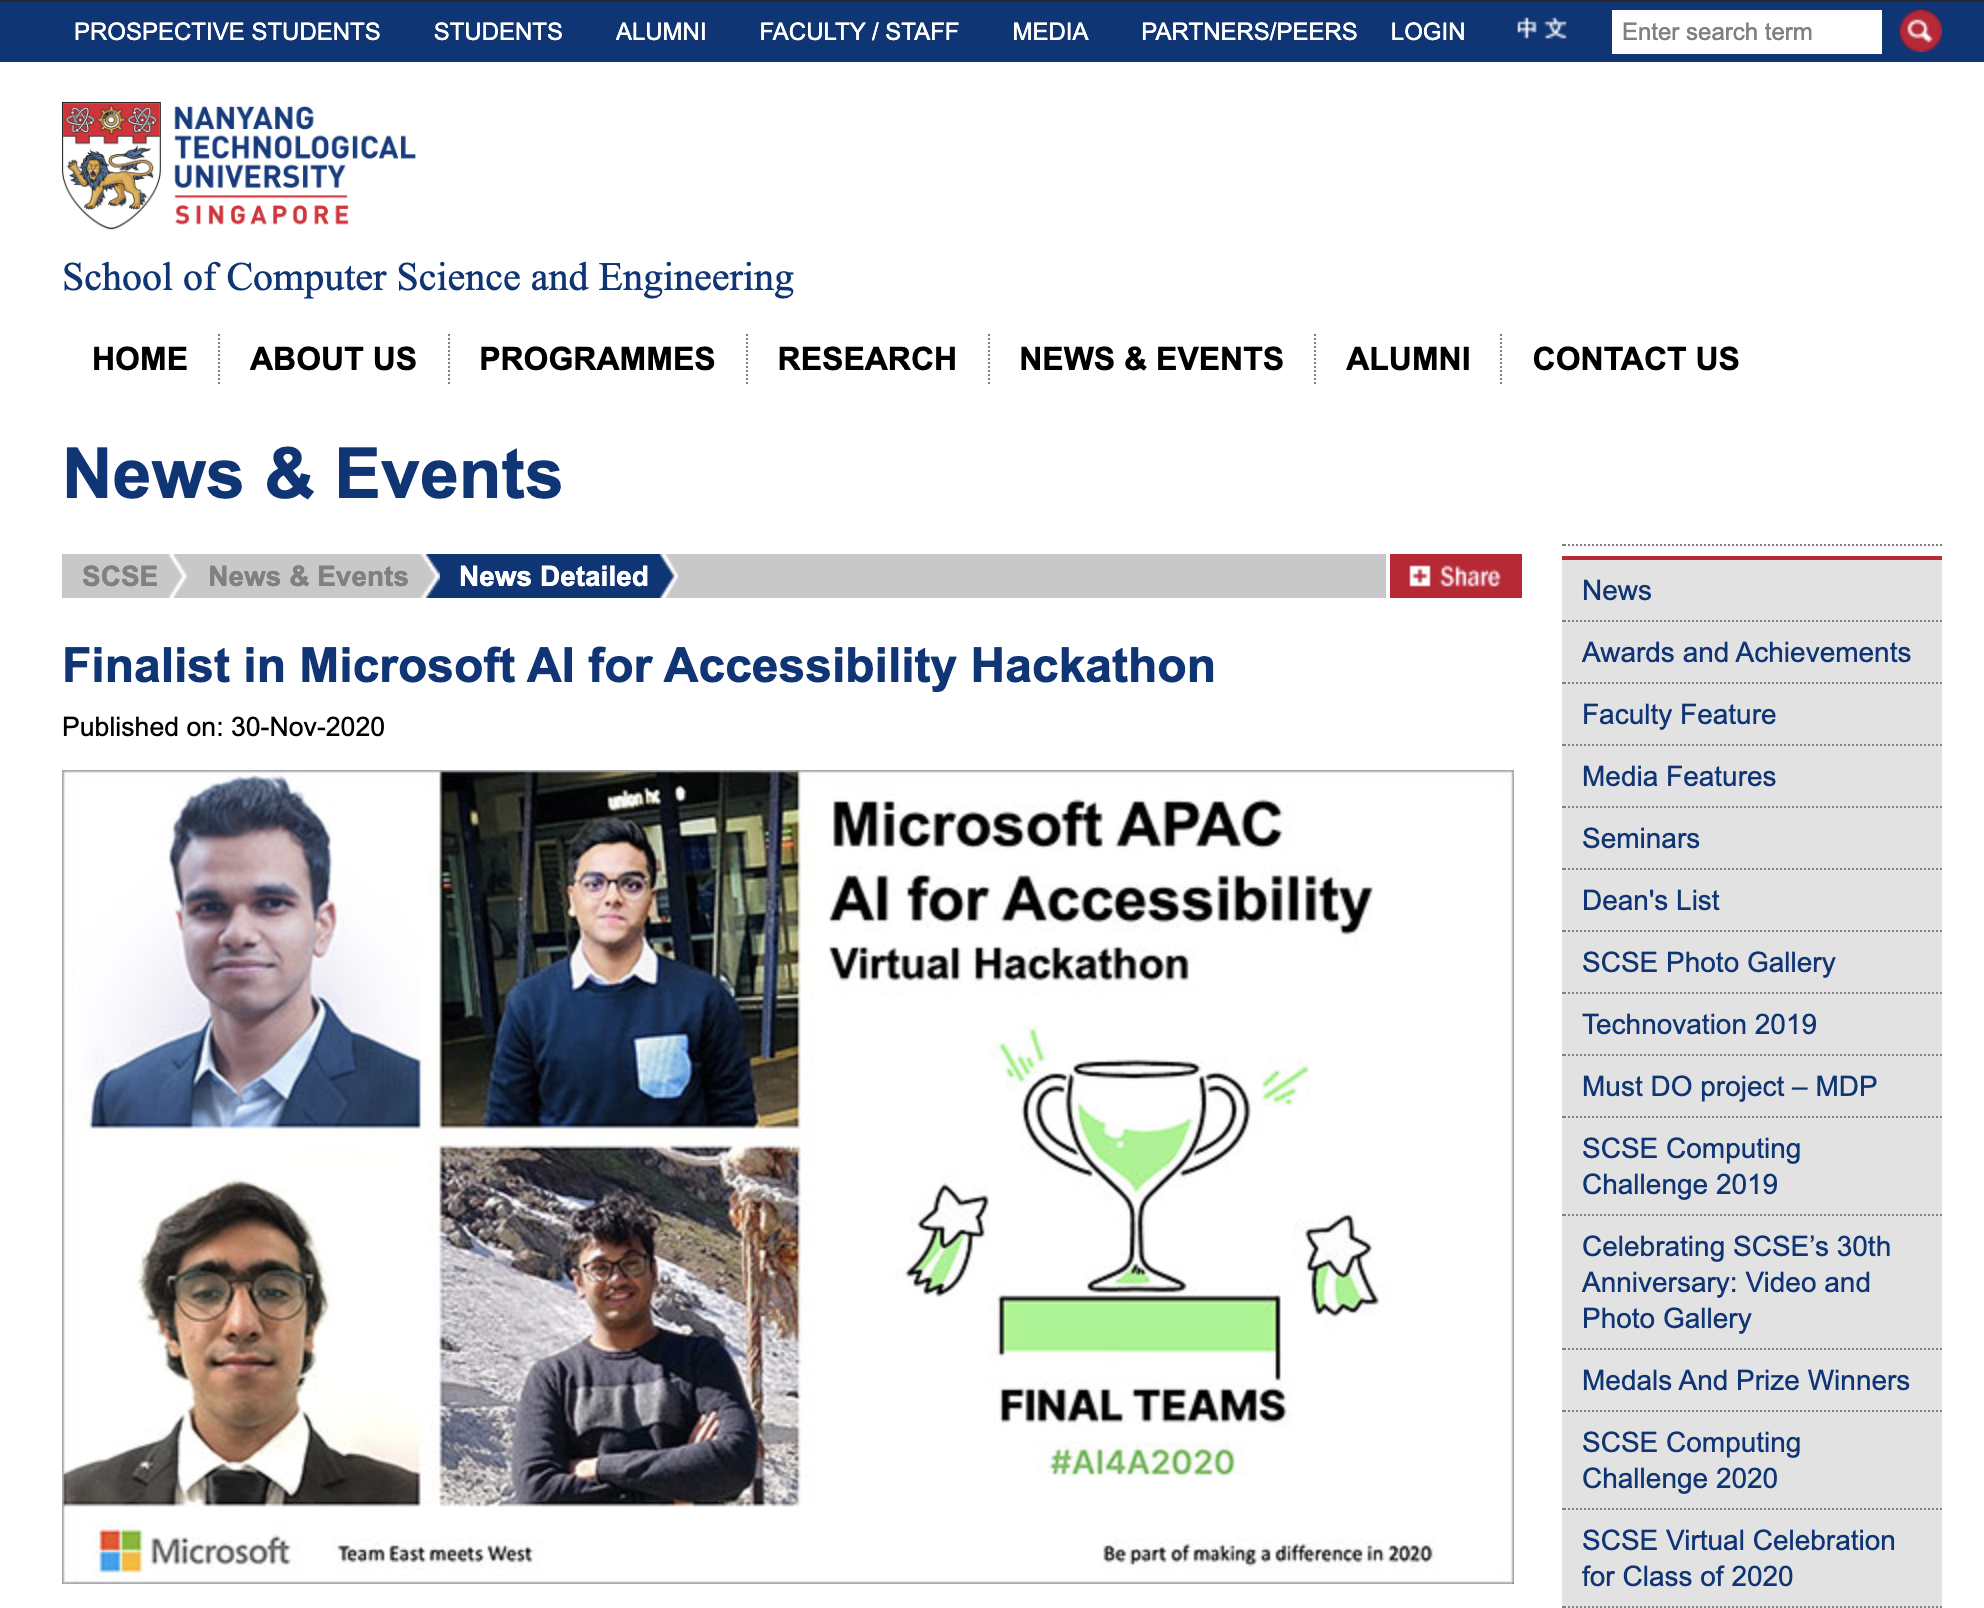 PROSPECTIVE STUDENTS STUDENTS ALUMNI FACULTY / STAFF MEDIA PARTNERS/PEERS LOGIN 中文 Enter search term
NANYANG
TECHNOLOGICAL
UNIVERSITY
SINGAPORE
School of Computer Science and Engineering
HOME ABOUT US PROGRAMMES RESEARCH NEWS & EVENTS ALUMNI CONTACT US
News & Events
SCSE News & Events News Detailed Share
Finalist in Microsoft AI for Accessibility Hackathon
Published on: 30-Nov-2020
union
Microsoft APAC
AI for Accessibility
Virtual Hackathon
FINAL TEAMS
#AI4A2020
Microsoft Team East meets West Be part of making a difference in 2020
News
Awards and Achievements
Faculty Feature
Media Features
Seminars
Dean's List
SCSE Photo Gallery
Technovation 2019
Must DO project – MDP
SCSE Computing
Challenge 2019
Celebrating SCSE’s 30th
Anniversary: Video and
Photo Gallery
Medals And Prize Winners
SCSE Computing
Challenge 2020
SCSE Virtual Celebration
for Class of 2020